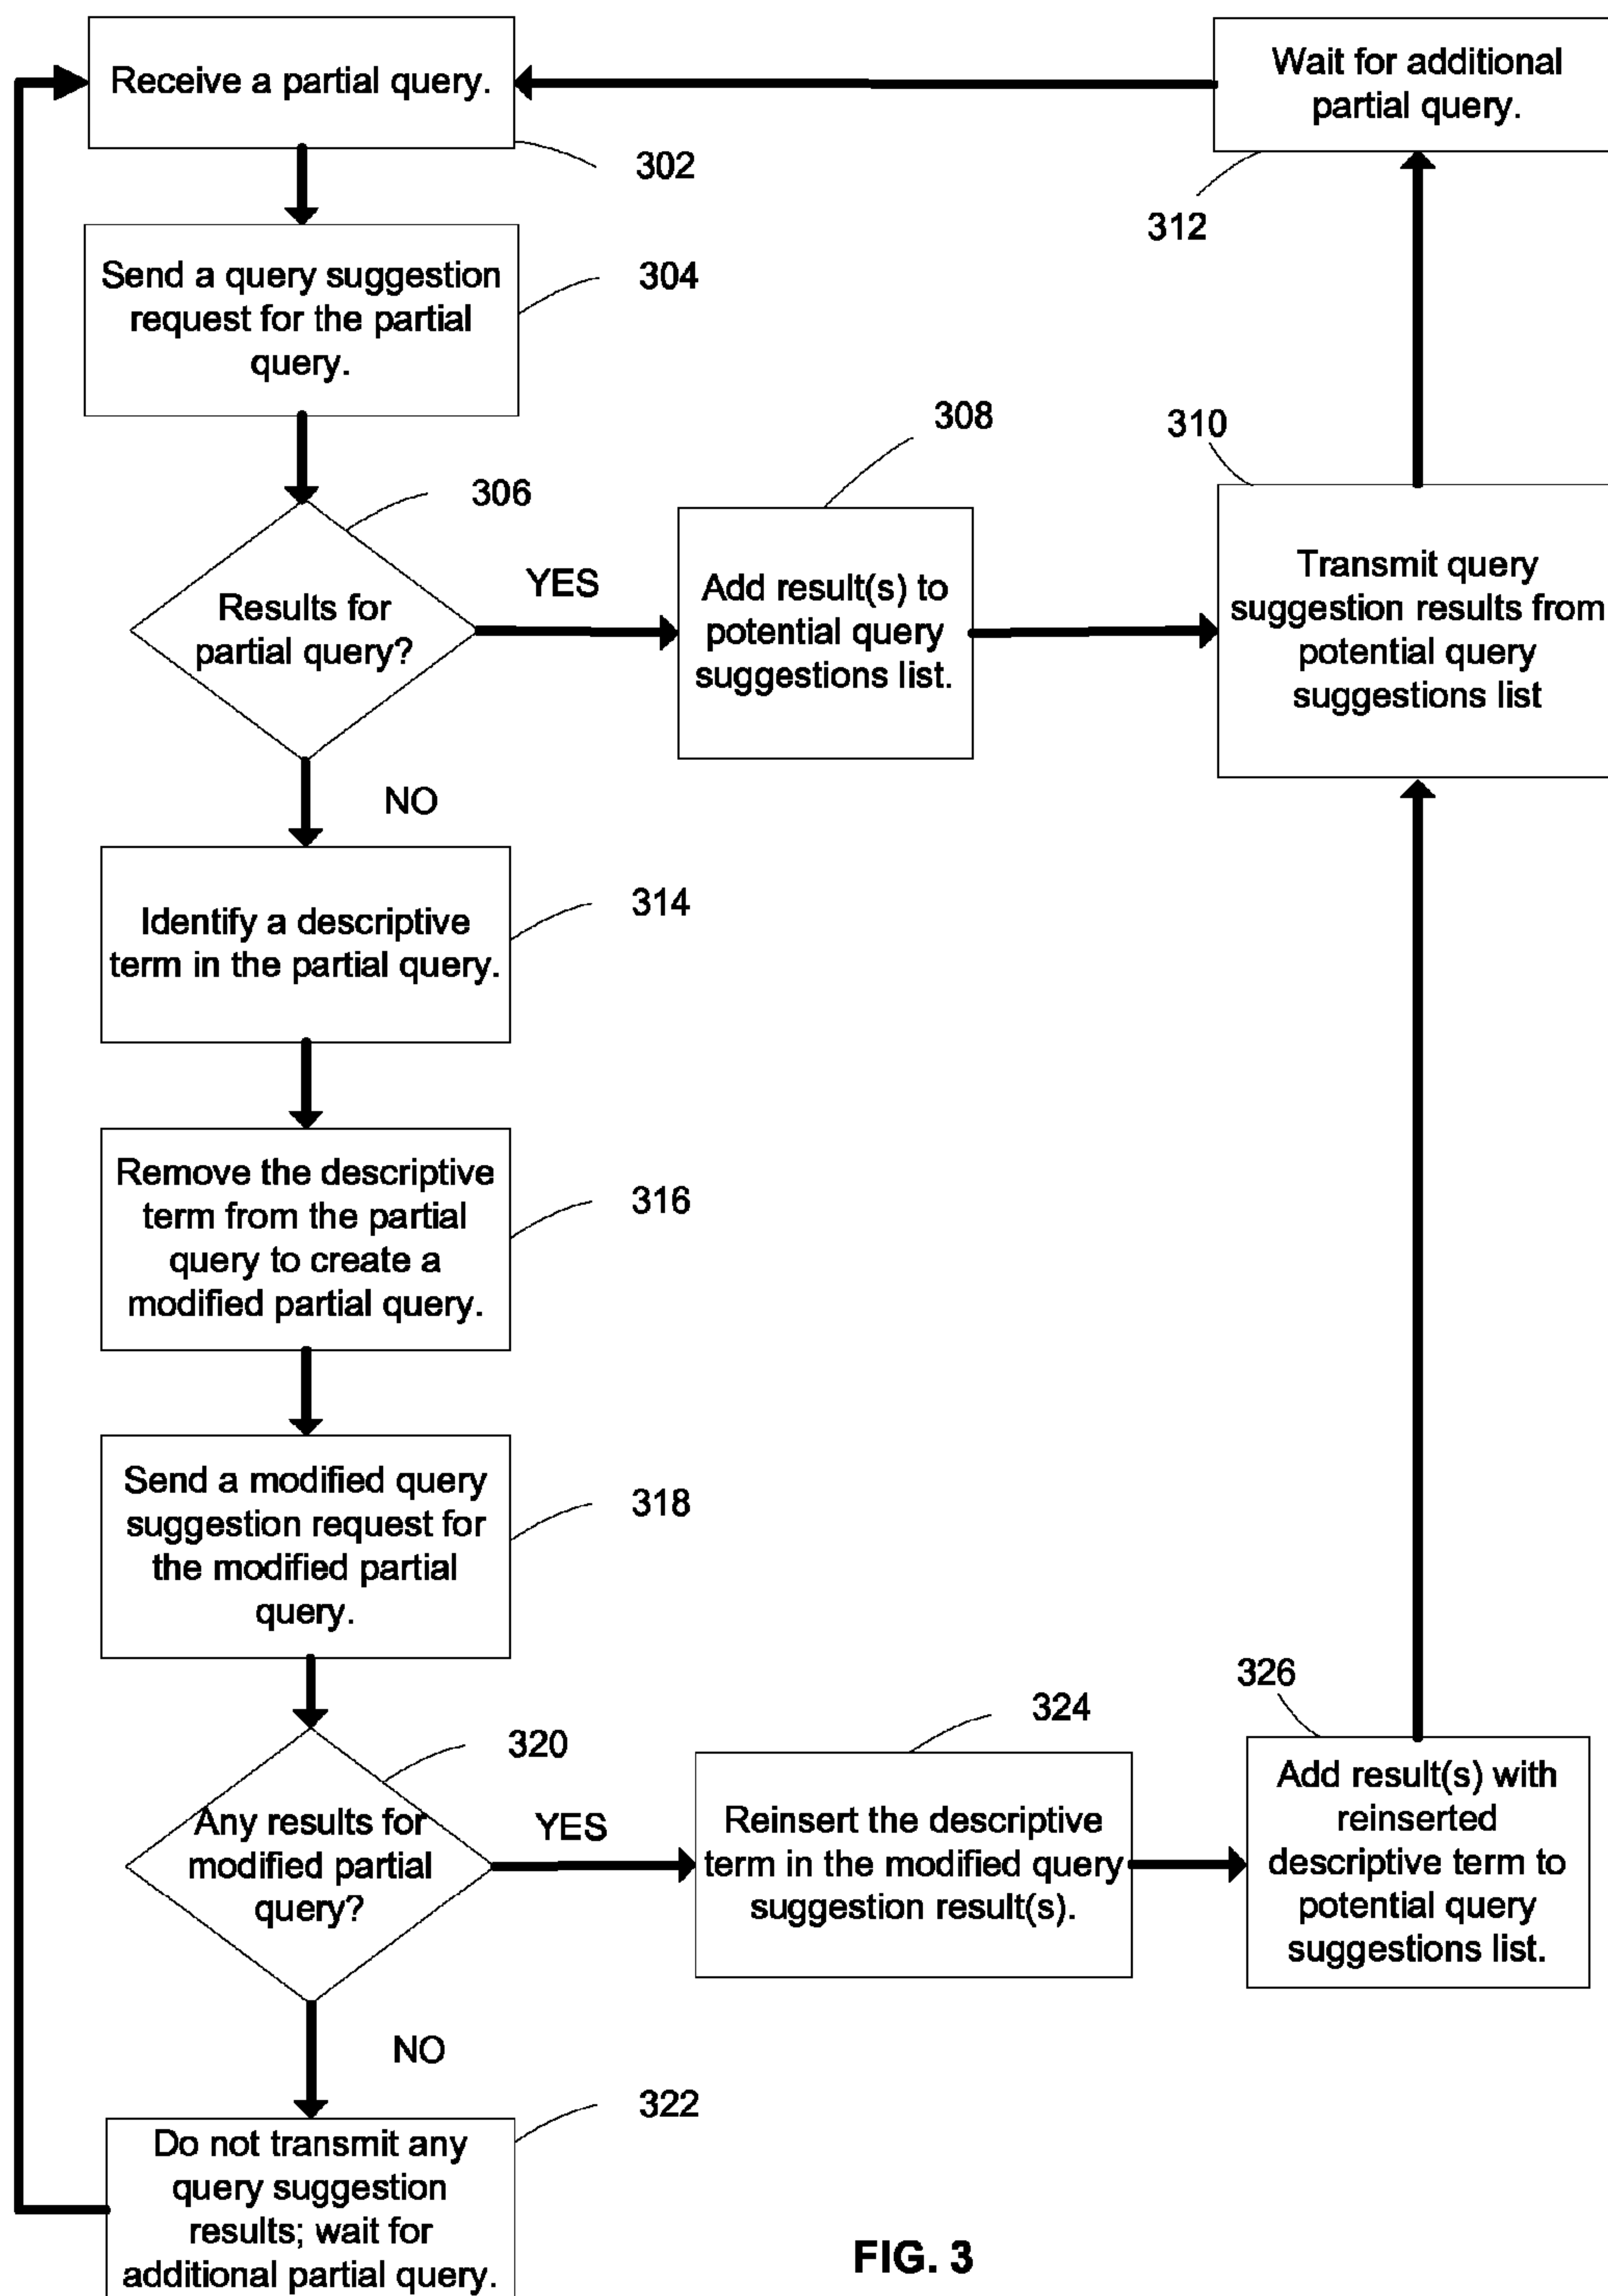 Receive a partial query.
302
Wait for additional
partial query.
312
Send a query suggestion
request for the partial
query.
304
306
Results for
partial query?
YES
308
Add result(s) to
potential query
suggestions list.
310
Transmit query
suggestion results from
potential query
suggestions list
NO
Identify a descriptive
term in the partial query.
314
Remove the descriptive
term from the partial
query to create a
modified partial query.
316
Send a modified query
suggestion request for
the modified partial
query.
318
320
Any results for
modified partial
query?
YES
324
Reinsert the descriptive
term in the modified query
suggestion result(s).
326
Add result(s) with
reinserted
descriptive term to
potential query
suggestions list.
NO
322
Do not transmit any
query suggestion
results; wait for
additional partial query.
FIG. 3